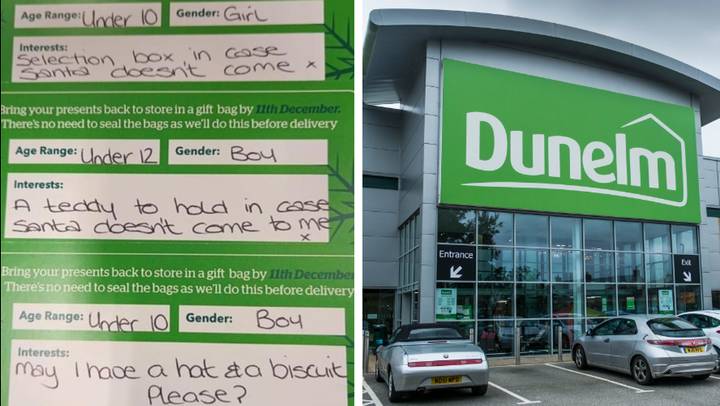 Age Range: Under 10 Gender: Girl
Interests:
Selection box in case
Santa doesn't come x
Bring your presents back to store in a gift bag by 11th December.
There's no need to seal the bags as we'll do this before delivery
Age Range: Under 12 Gender: Boy
Interests:
A teddy to hold in case
Santa doesn't come to me
x
Bring your presents back to store in a gift bag by 11th December
There's no need to seal the bags as we'll do this before delivery
Age Range: Under 10 Gender: Boy
Interests:
May I have a hat & a biscuit
Please?
Dunelm
Entrance
Exit